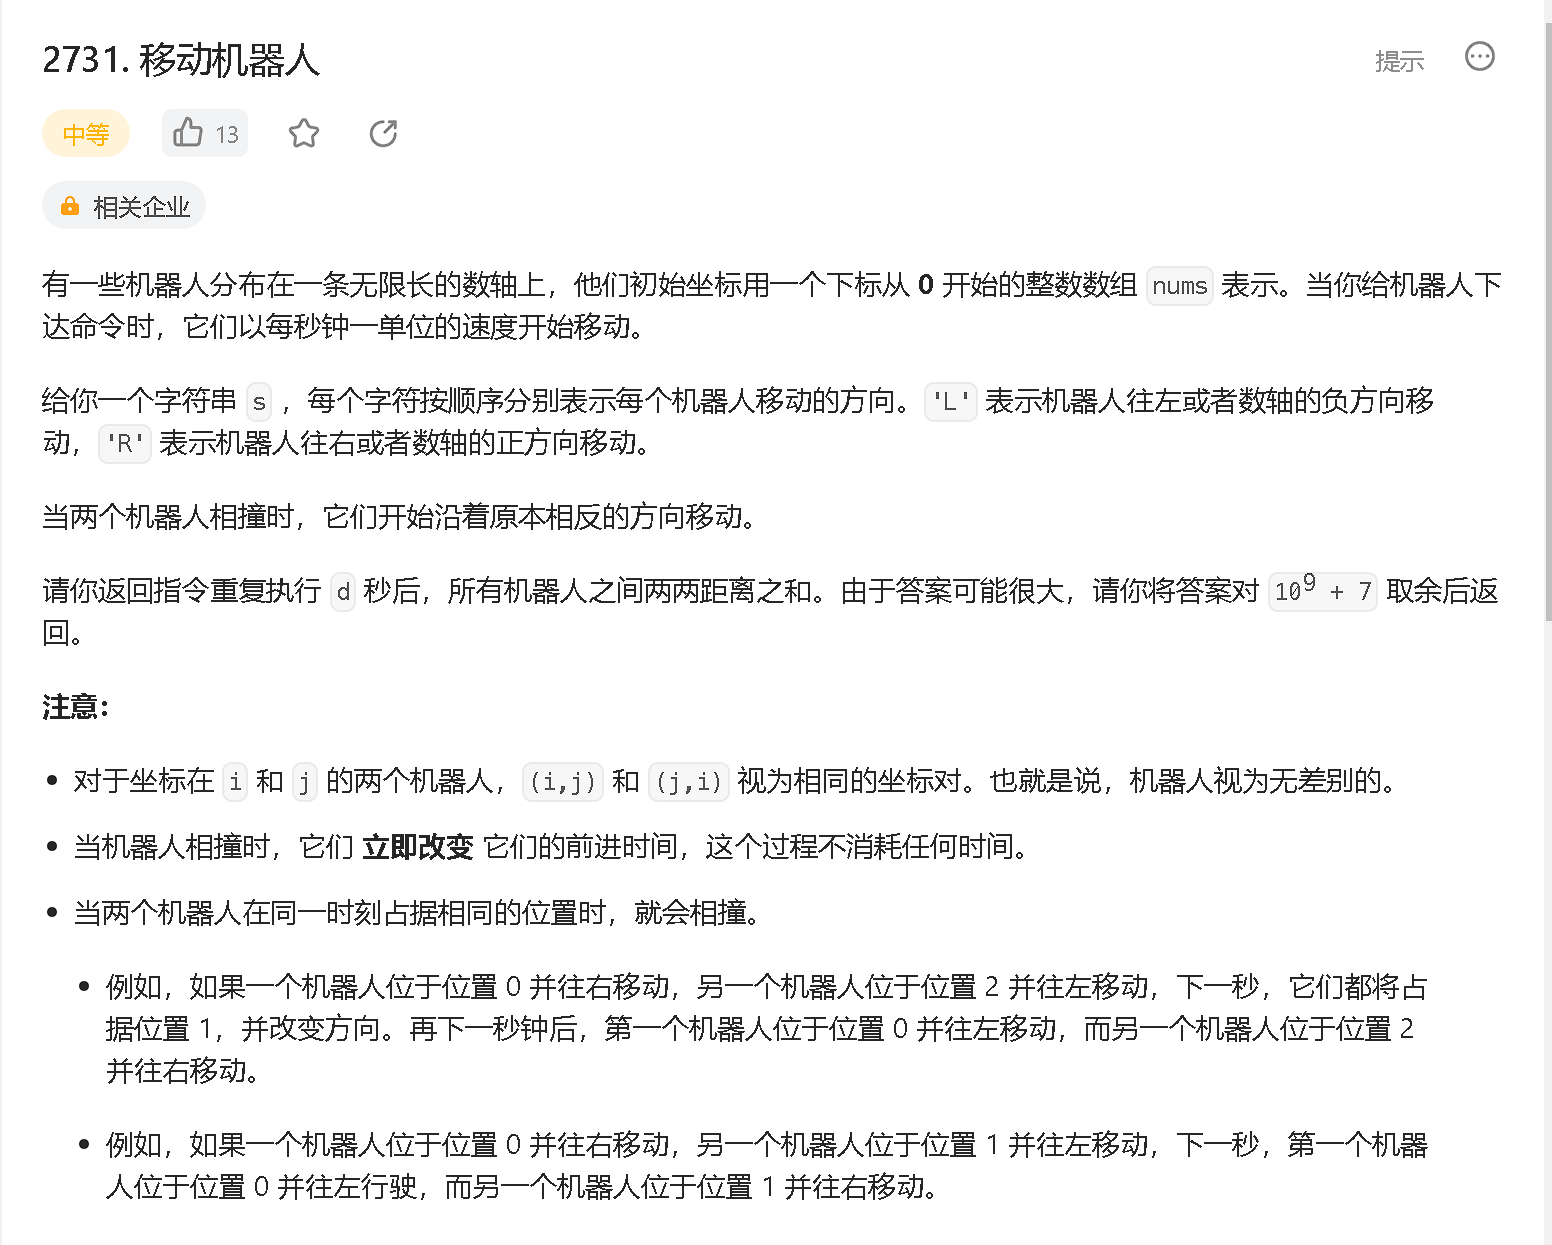 2731. 移动机器人
提示
中等
13
相关企业
有一些机器人分布在一条无限长的数轴上，他们初始坐标用一个下标从 0 开始的整数数组 nums 表示。当你给机器人下
达命令时，它们以每秒钟一单位的速度开始移动。
给你一个字符串 s ，每个字符按顺序分别表示每个机器人移动的方向。'L' 表示机器人往左或者数轴的负方向移
动，'R' 表示机器人往右或者数轴的正方向移动。
当两个机器人相撞时，它们开始沿着原本相反的方向移动。
请你返回指令重复执行 d 秒后，所有机器人之间两两距离之和。由于答案可能很大，请你将答案对 10⁹ + 7 取余后返
回。
注意：
• 对于坐标在 i 和 j 的两个机器人，(i,j) 和 (j,i) 视为相同的坐标对。也就是说，机器人视为无差别的。
• 当机器人相撞时，它们 立即改变 它们的前进时间，这个过程不消耗任何时间。
• 当两个机器人在同一时刻占据相同的位置时，就会相撞。
• 例如，如果一个机器人位于位置 0 并往右移动，另一个机器人位于位置 2 并往左移动，下一秒，它们都将占
据位置 1，并改变方向。再下一秒钟后，第一个机器人位于位置 0 并往左移动，而另一个机器人位于位置 2
并往右移动。
• 例如，如果一个机器人位于位置 0 并往右移动，另一个机器人位于位置 1 并往左移动，下一秒，第一个机器
人位于位置 0 并往左行驶，而另一个机器人位于位置 1 并往右移动。